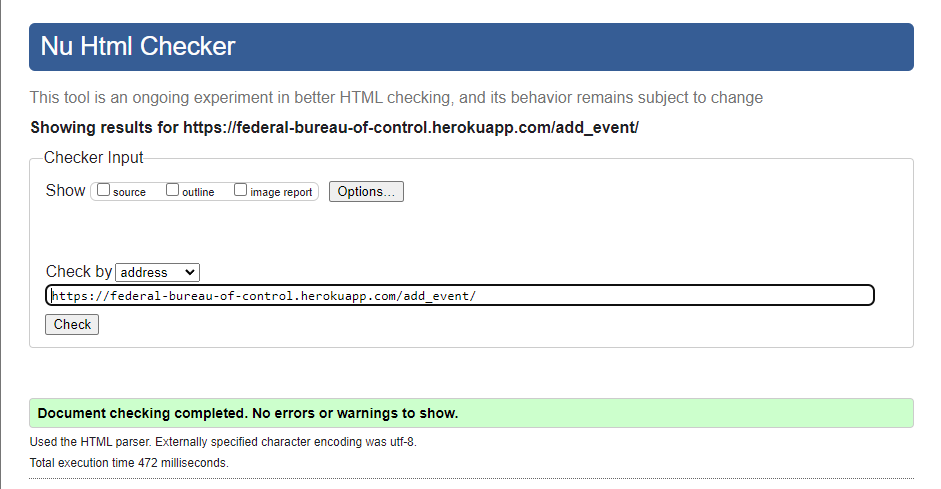 Nu Html Checker
This tool is an ongoing experiment in better HTML checking, and its behavior remains subject to change
Showing results for https://federal-bureau-of-control.herokuapp.com/add_event/
Checker Input
Show source outline image report Options...
Check by address
https://federal-bureau-of-control.herokuapp.com/add_event/
Check
Document checking completed. No errors or warnings to show.
Used the HTML parser. Externally specified character encoding was utf-8.
Total execution time 472 milliseconds.